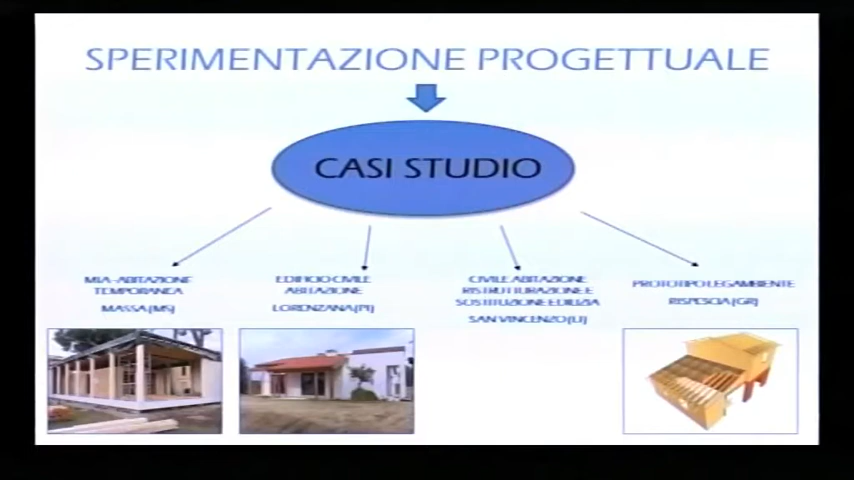 SPERIMENTAZIONE PROGETTUALE
CASI STUDIO
MIA - ABITAZIONE
TEMPORANEA
MASSA (MS)
EDIFICIO CIVILE
ABITAZIONE
LORENZANA (PI)
CIVILE ABITAZIONE
RISTRUTTURAZIONE E
SOSTITUZIONE EDILIZIA
SAN VINCENZO (LI)
PROTOTIPO LEGAMBIENTE
RISPESCIA (GR)